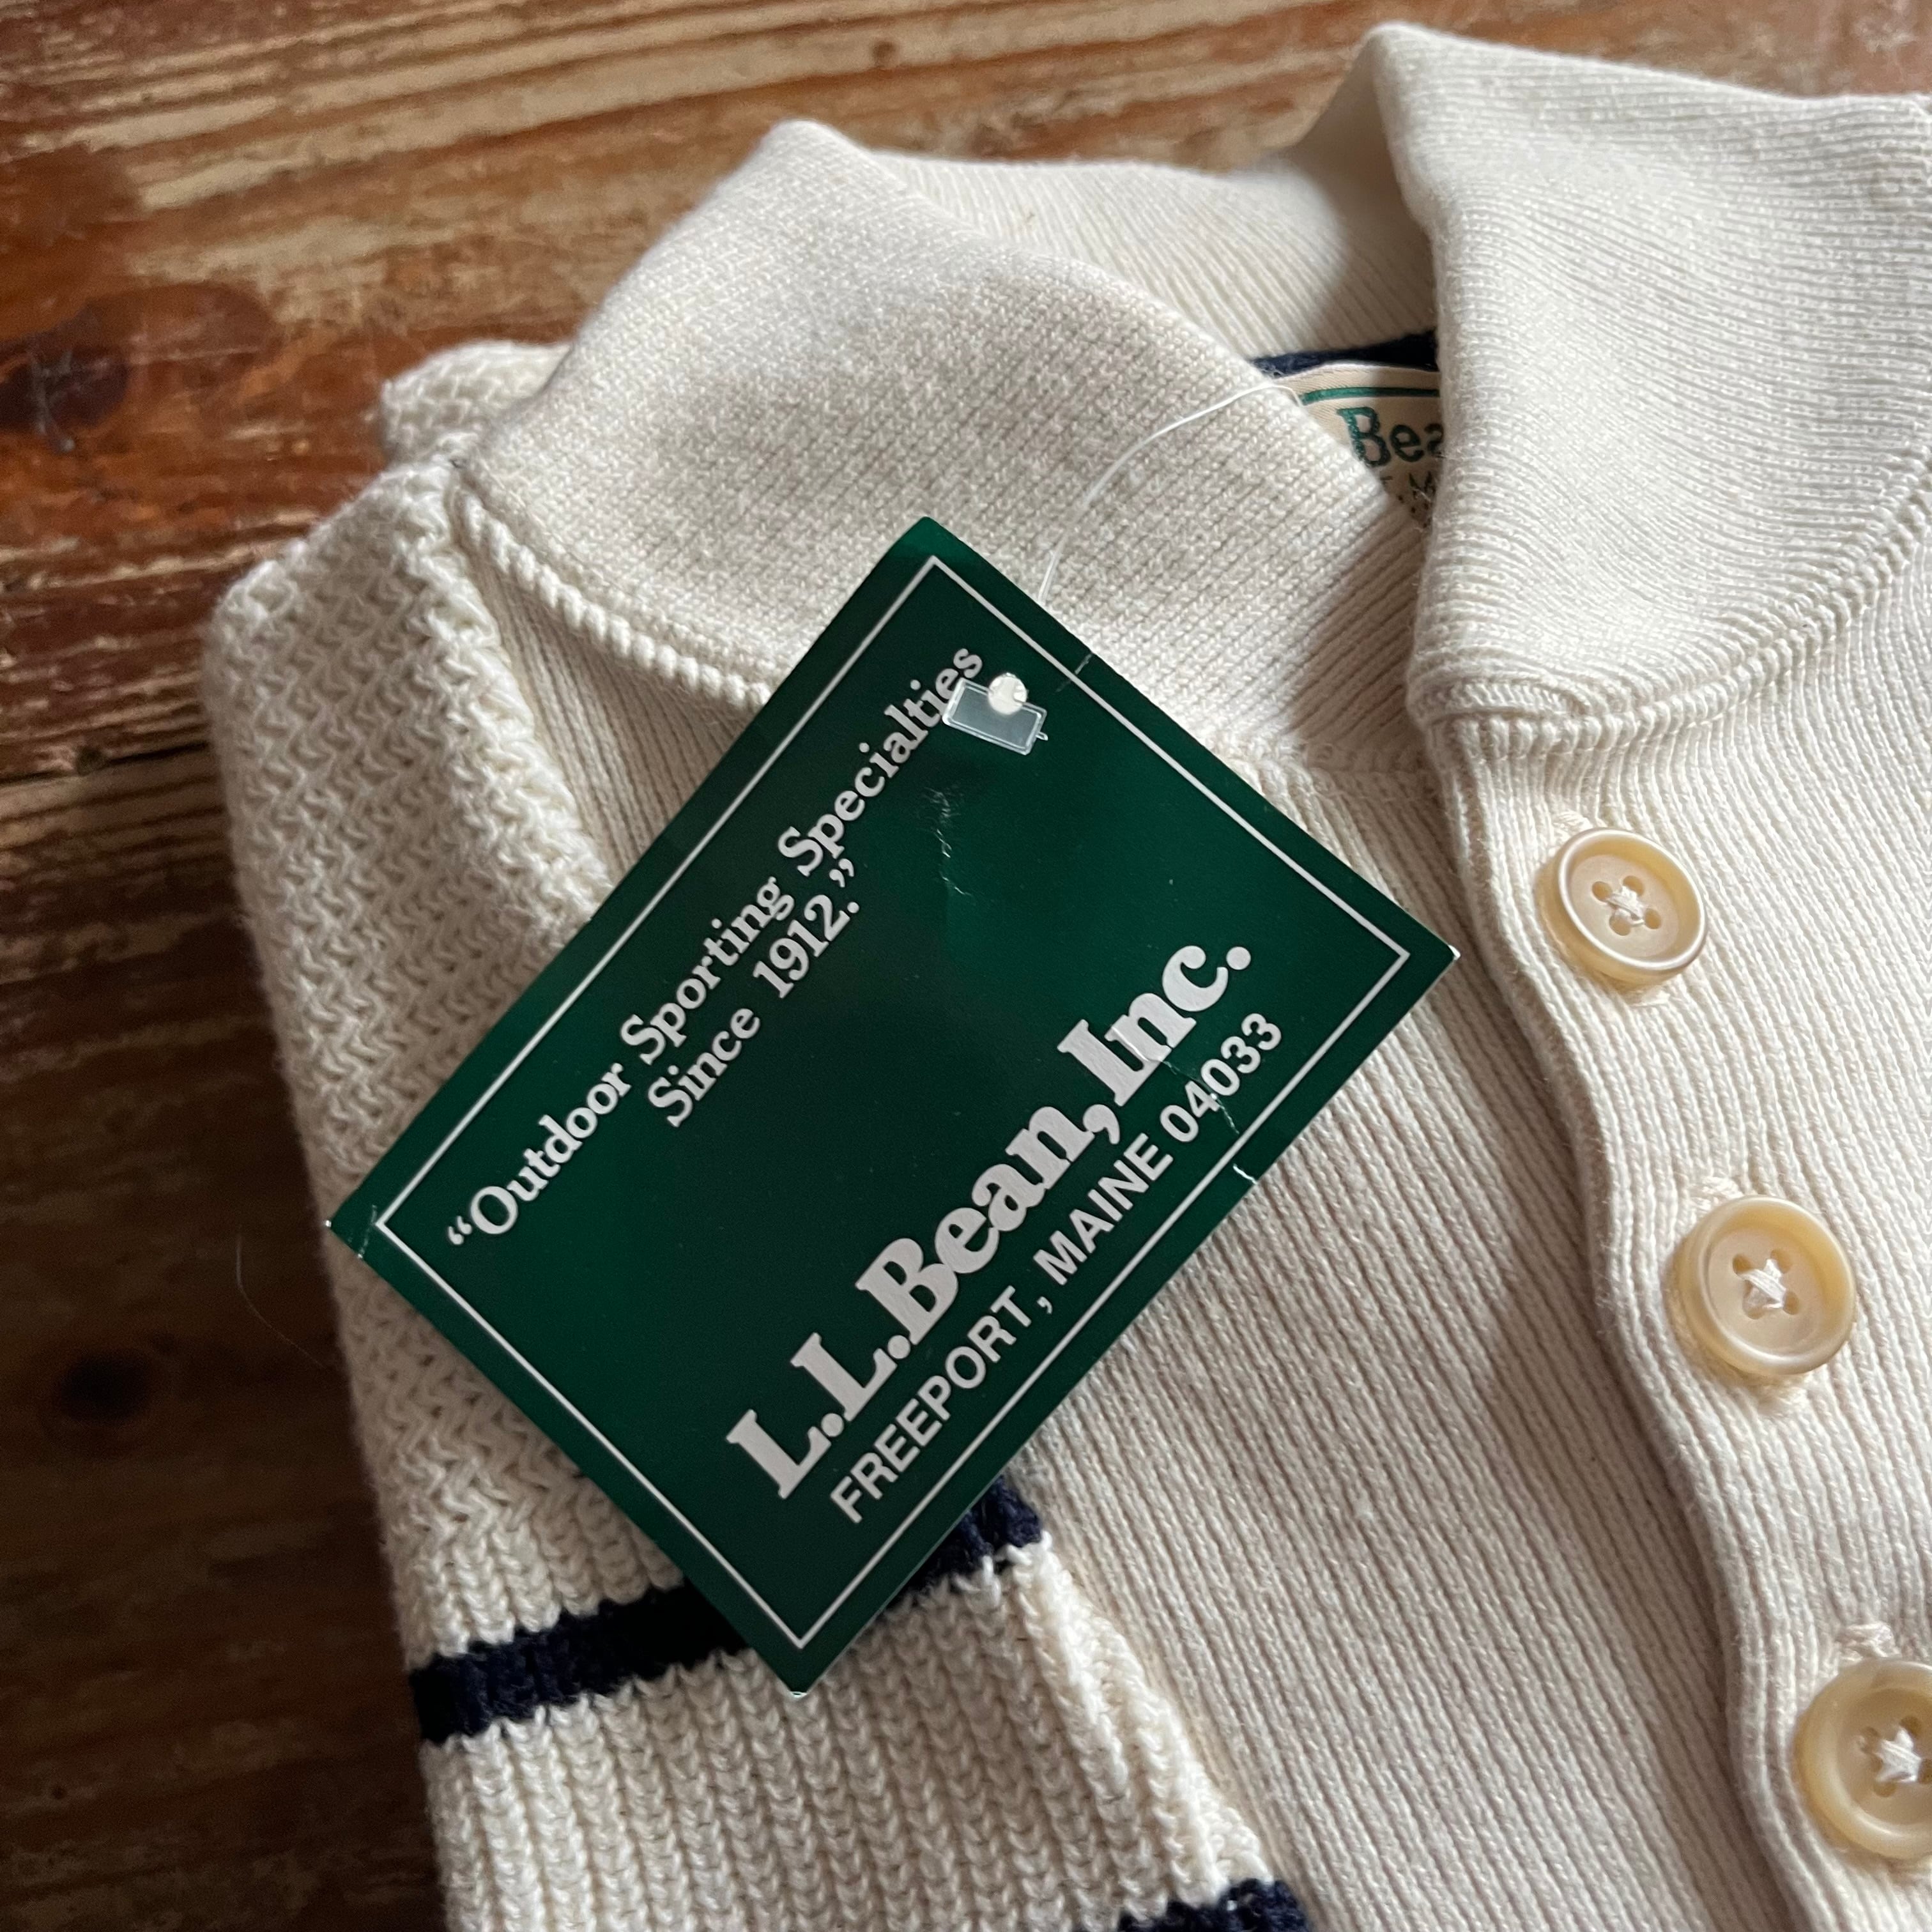 “Outdoor Sporting Specialties
Since 1912.”
L.L.Bean, Inc.
FREEPORT, MAINE 04033